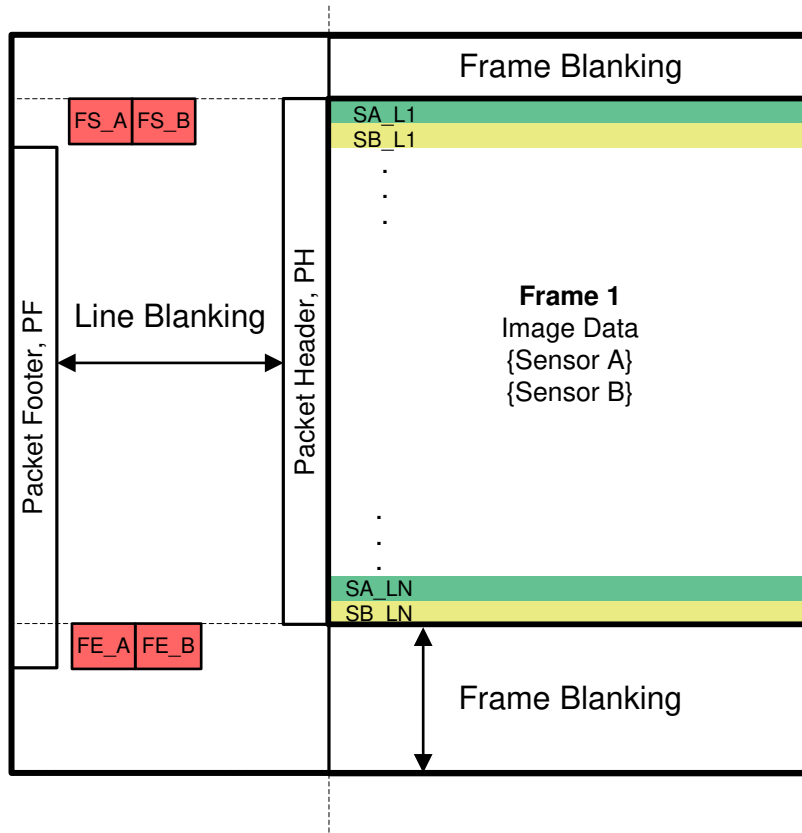 Frame Blanking
FS_A FS_B
SA_L1
SB_L1
.
.
.
Packet Footer, PF
Line Blanking
Packet Header, PH
Frame 1
Image Data
{Sensor A}
{Sensor B}
.
.
.
SA_LN
SB_LN
FE_A FE_B
Frame Blanking